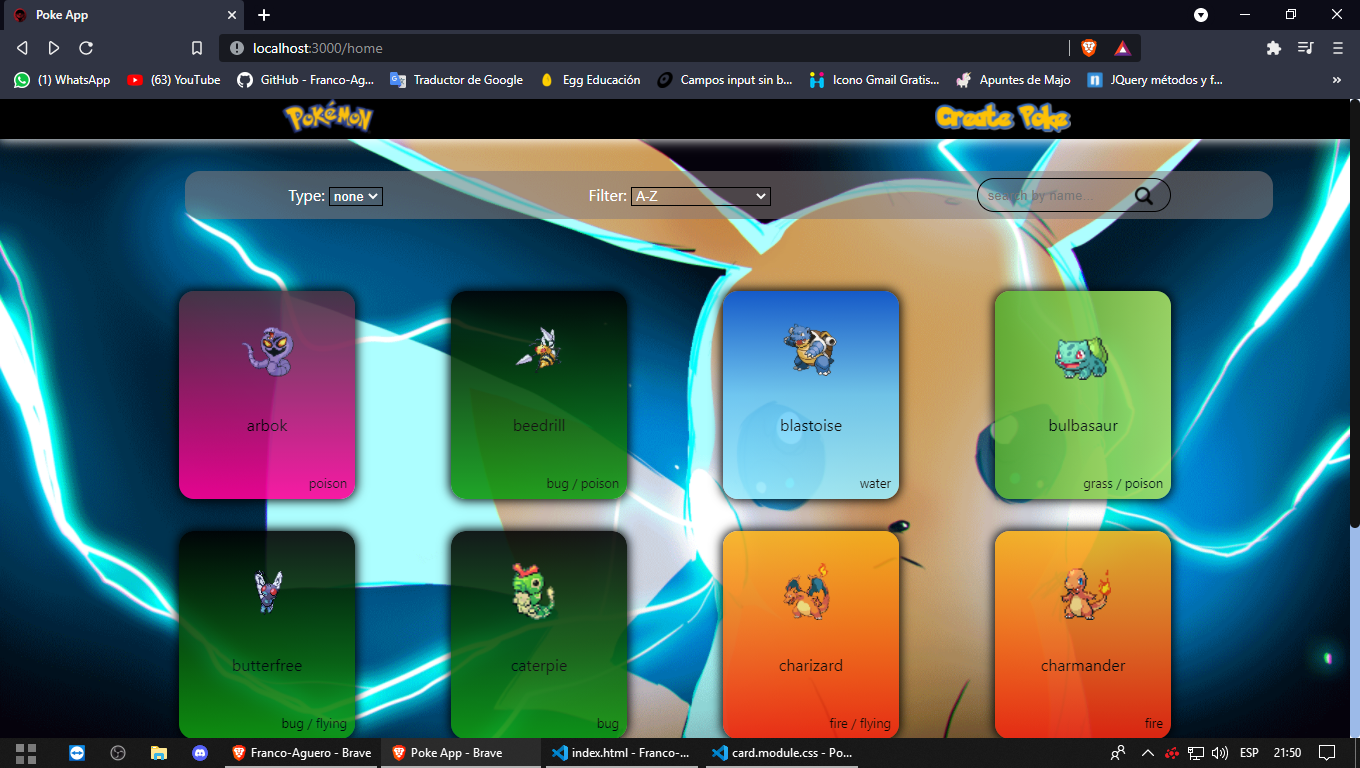 Poke App
localhost:3000/home
(1) WhatsApp (63) YouTube GitHub - Franco-Ag... Traductor de Google Egg Educación Campos input sin b... Icono Gmail Gratis... Apuntes de Majo JQuery métodos y f... »
POKéMON Create Poke
Type: none Filter: A-Z search by name...
arbok beedrill blastoise bulbasaur
poison bug / poison water grass / poison
butterfree caterpie charizard charmander
bug / flying bug fire / flying fire
Franco-Aguero - Brave Poke App - Brave index.html - Franco-... card.module.css - Po... ESP 21:50